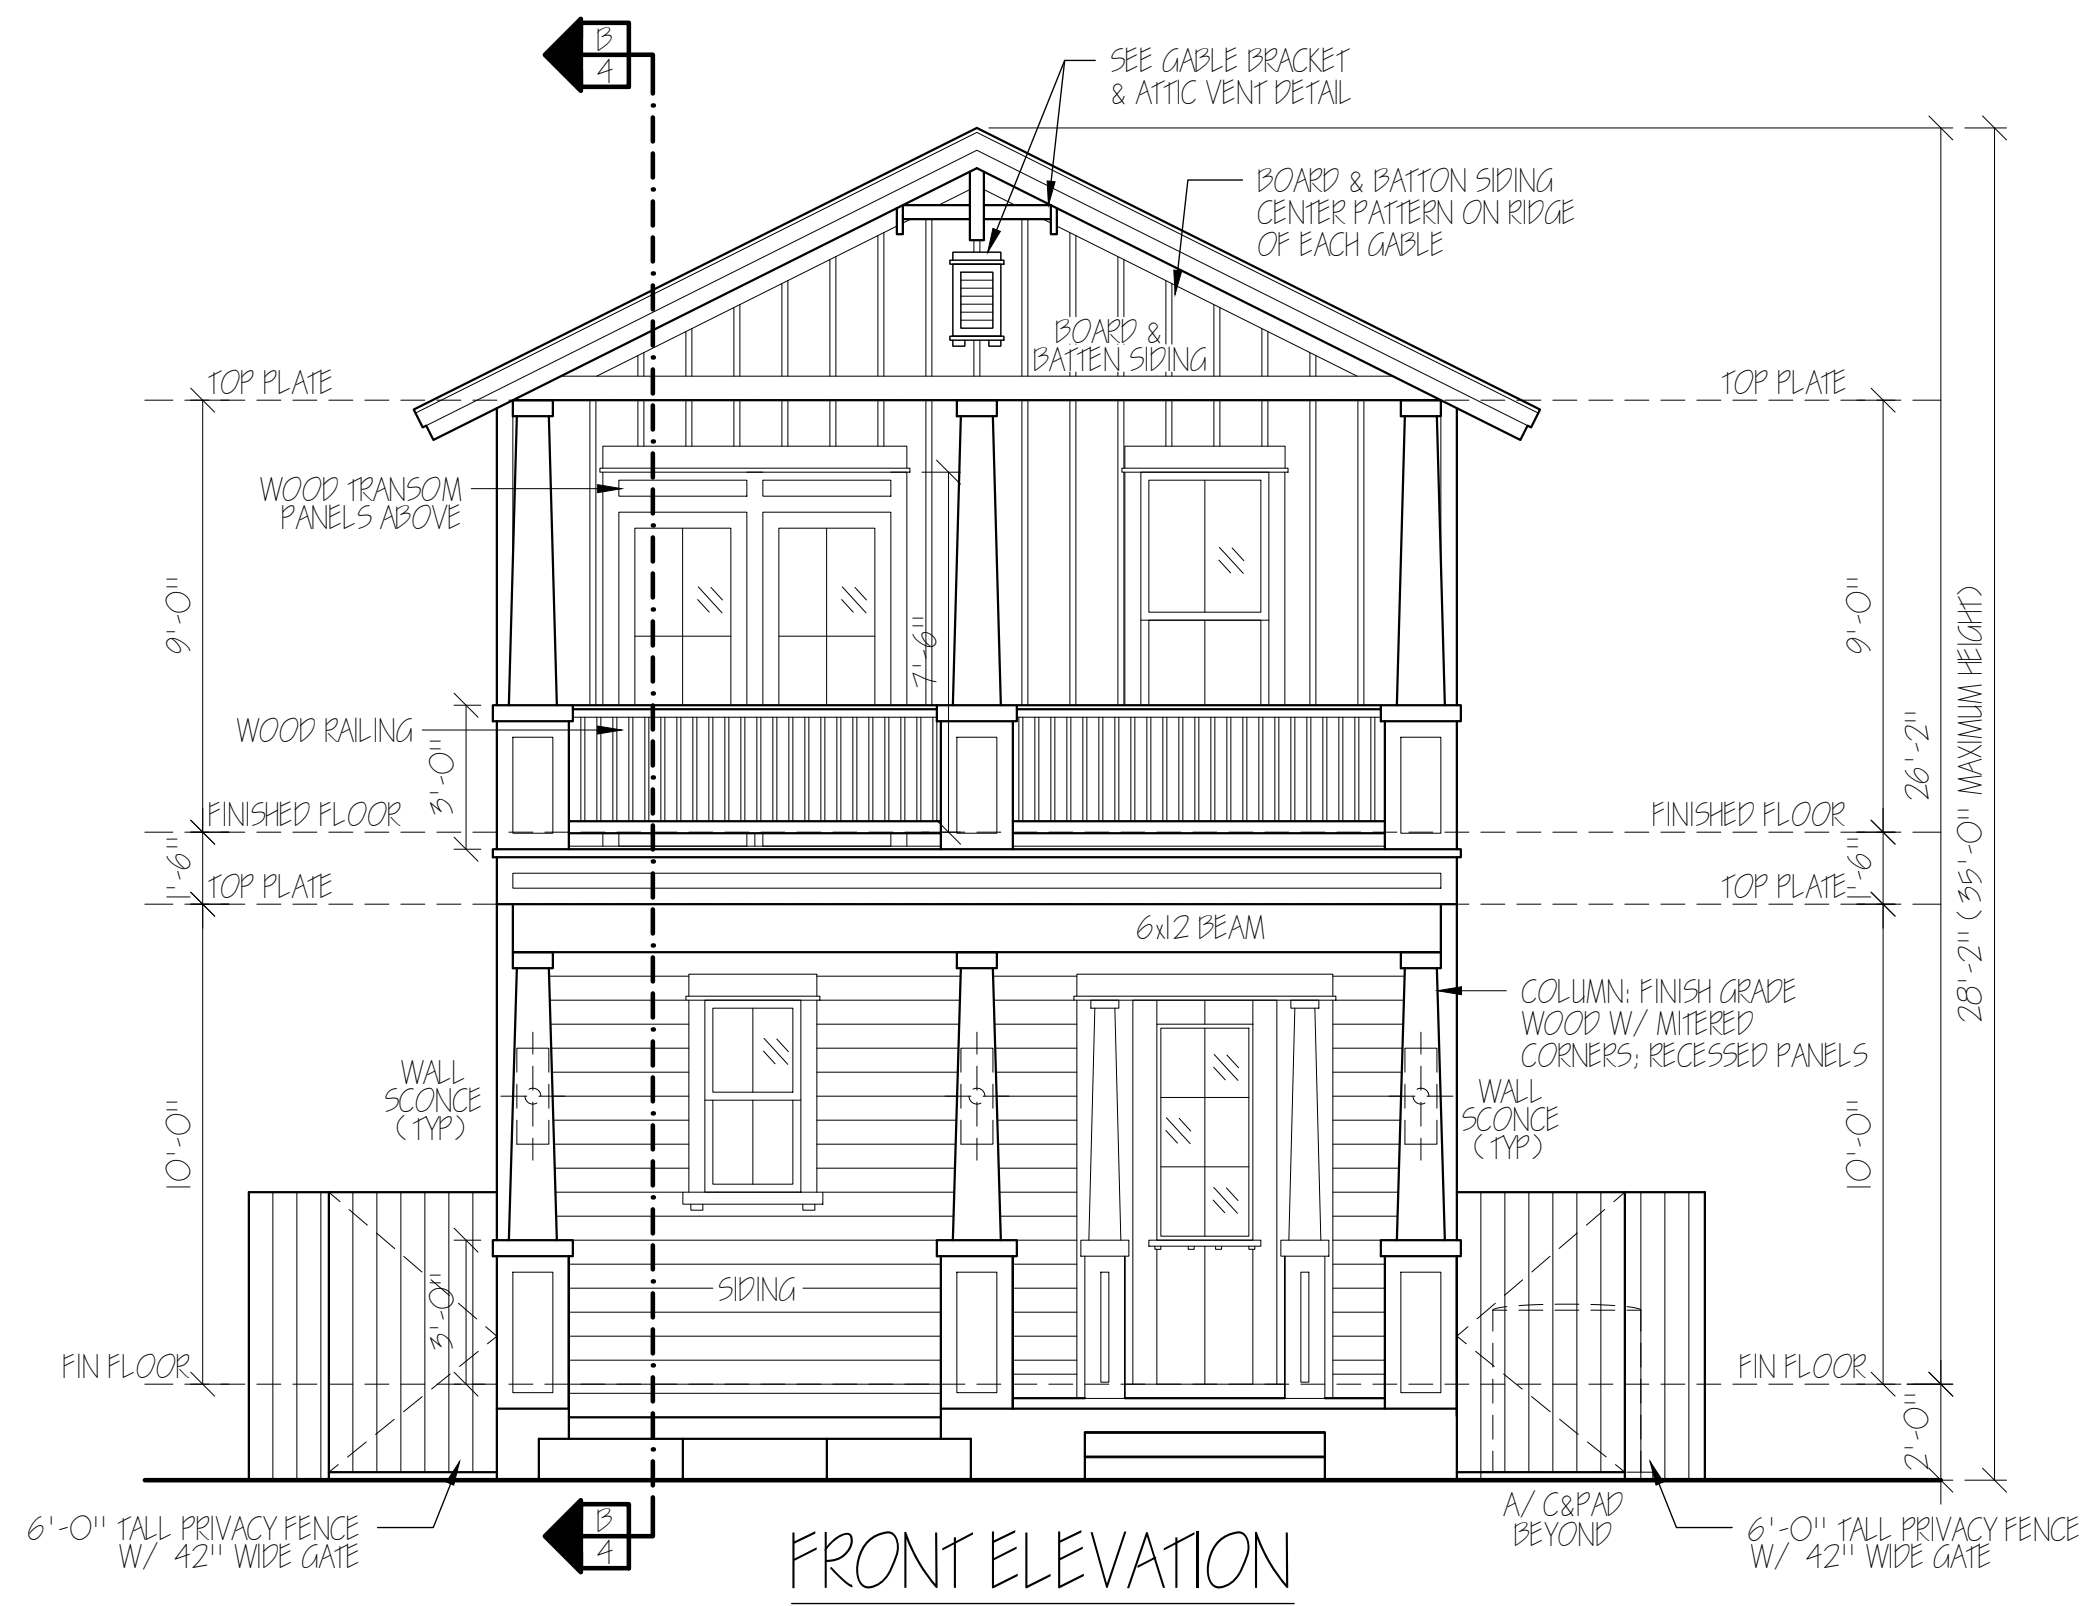 B
4
SEE GABLE BRACKET
& ATTIC VENT DETAIL
BOARD & BATTON SIDING
CENTER PATTERN ON RIDGE
OF EACH GABLE
BOARD &
BATTEN SIDING
TOP PLATE
TOP PLATE
WOOD TRANSOM
PANELS ABOVE
9'-0"
7'-6"
9'-0"
28'-2" (35'-0" MAXIMUM HEIGHT)
26'-2"
WOOD RAILING
3'-0"
FINISHED FLOOR
FINISHED FLOOR
1'-6"
1'-6"
TOP PLATE
TOP PLATE
6x12 BEAM
COLUMN: FINISH GRADE
WOOD W/ MITERED
CORNERS; RECESSED PANELS
WALL
SCONCE
(TYP)
WALL
SCONCE
(TYP)
10'-0"
10'-0"
SIDING
3'-0"
FIN FLOOR
FIN FLOOR
2'-0"
A/C&PAD
BEYOND
6'-0" TALL PRIVACY FENCE
W/ 42" WIDE GATE
B
4
6'-0" TALL PRIVACY FENCE
W/ 42" WIDE GATE
FRONT ELEVATION